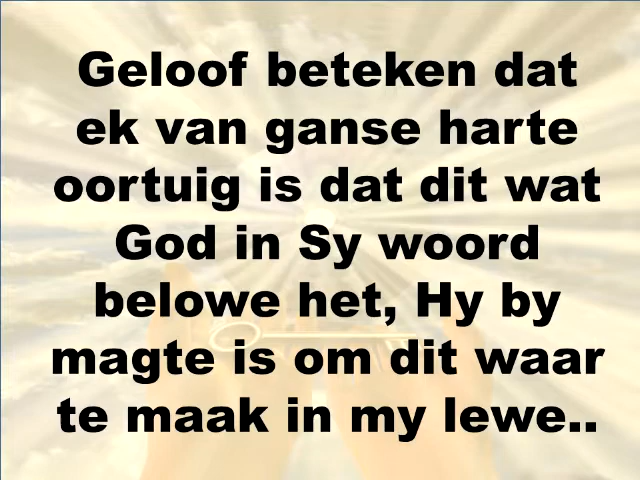 Geloof beteken dat
ek van ganse harte
oortuig is dat dit wat
God in Sy woord
belowe het, Hy by
magte is om dit waar
te maak in my lewe..